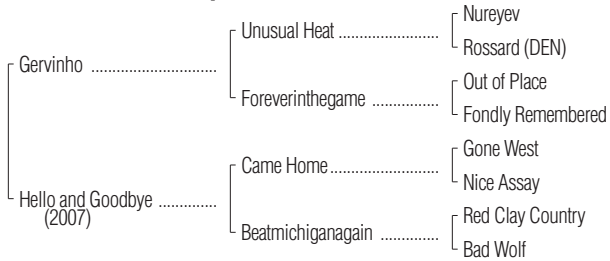 Nureyev
Unusual Heat ........................
Rossard (DEN)
Gervinho ..............................
Out of Place
Foreverinthegame ................
Fondly Remembered
Gone West
Came Home..........................
Nice Assay
Hello and Goodbye ..............
(2007)
Red Clay Country
Beatmichiganagain ..............
Bad Wolf